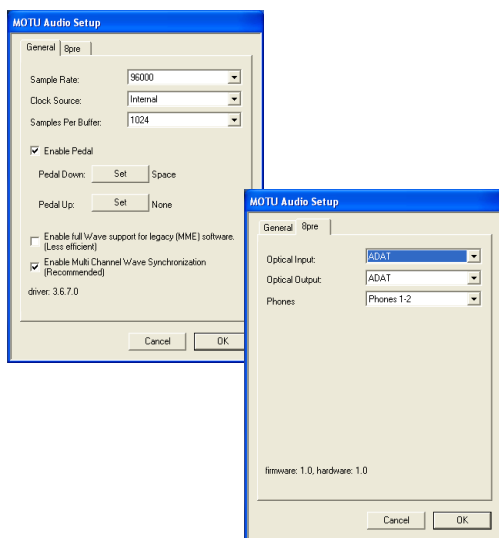 MOTU Audio Setup
General 8pre
Sample Rate: 96000
Clock Source: Internal
Samples Per Buffer: 1024
Enable Pedal
Pedal Down: Set Space
Pedal Up: Set None
Enable full Wave support for legacy (MME) software.
(Less efficient)
Enable Multi Channel Wave Synchronization
(Recommended)
driver: 3.6.7.0
Cancel OK
MOTU Audio Setup
General 8pre
Optical Input: ADAT
Optical Output: ADAT
Phones Phones 1-2
firmware: 1.0, hardware: 1.0
Cancel OK